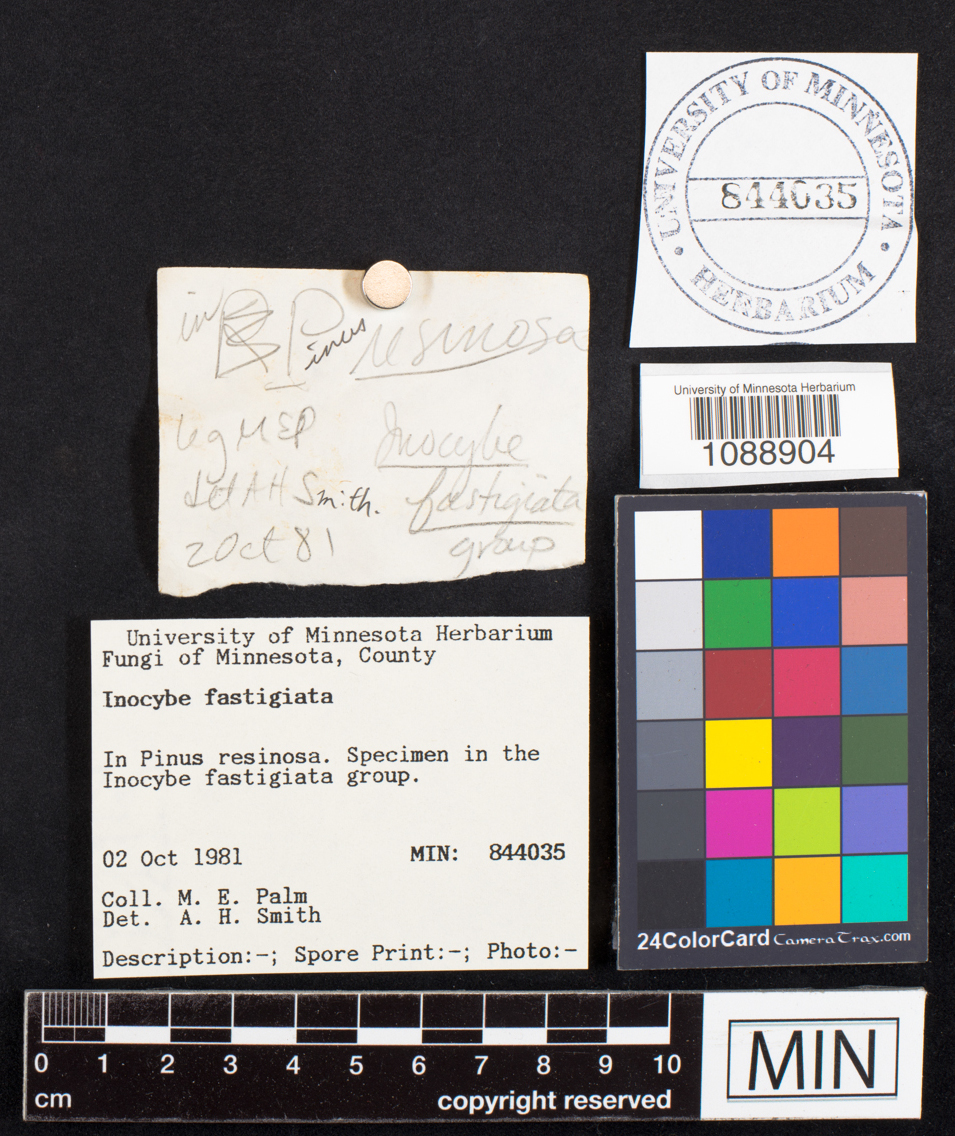 UNIVERSITY OF MINNESOTA
844035
HERBARIUM
in Pinus resinosa
leg MEP
det AH Smith.
2 Oct 81
Inocybe
fastigiata
group
University of Minnesota Herbarium
1088904
University of Minnesota Herbarium
Fungi of Minnesota, County
Inocybe fastigiata
In Pinus resinosa. Specimen in the
Inocybe fastigiata group.
02 Oct 1981 MIN: 844035
Coll. M. E. Palm
Det. A. H. Smith
Description:-; Spore Print:-; Photo:-
24ColorCard CameraTrax.com
0 1 2 3 4 5 6 7 8 9 10
cm copyright reserved
MIN